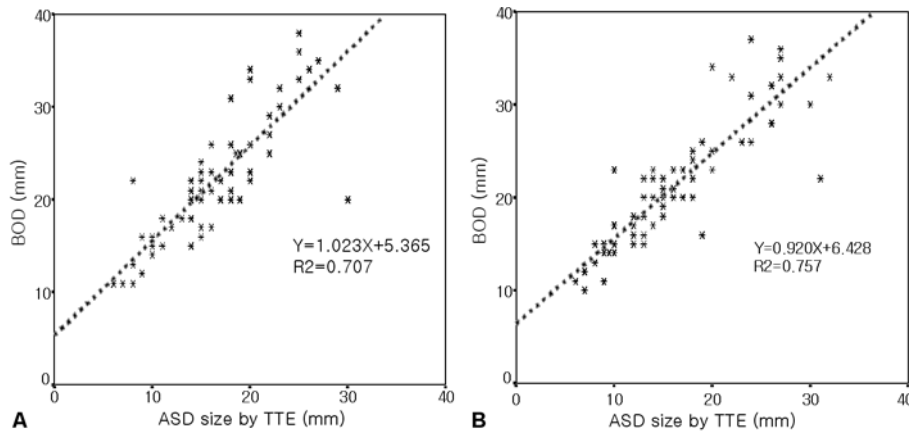 40
30
20
10
0
BOD (mm)
Y=1.023X+5.365
R2=0.707
0 10 20 30 40
A ASD size by TTE (mm)
40
30
20
10
0
BOD (mm)
Y=0.920X+6.428
R2=0.757
0 10 20 30 40
B ASD size by TTE (mm)